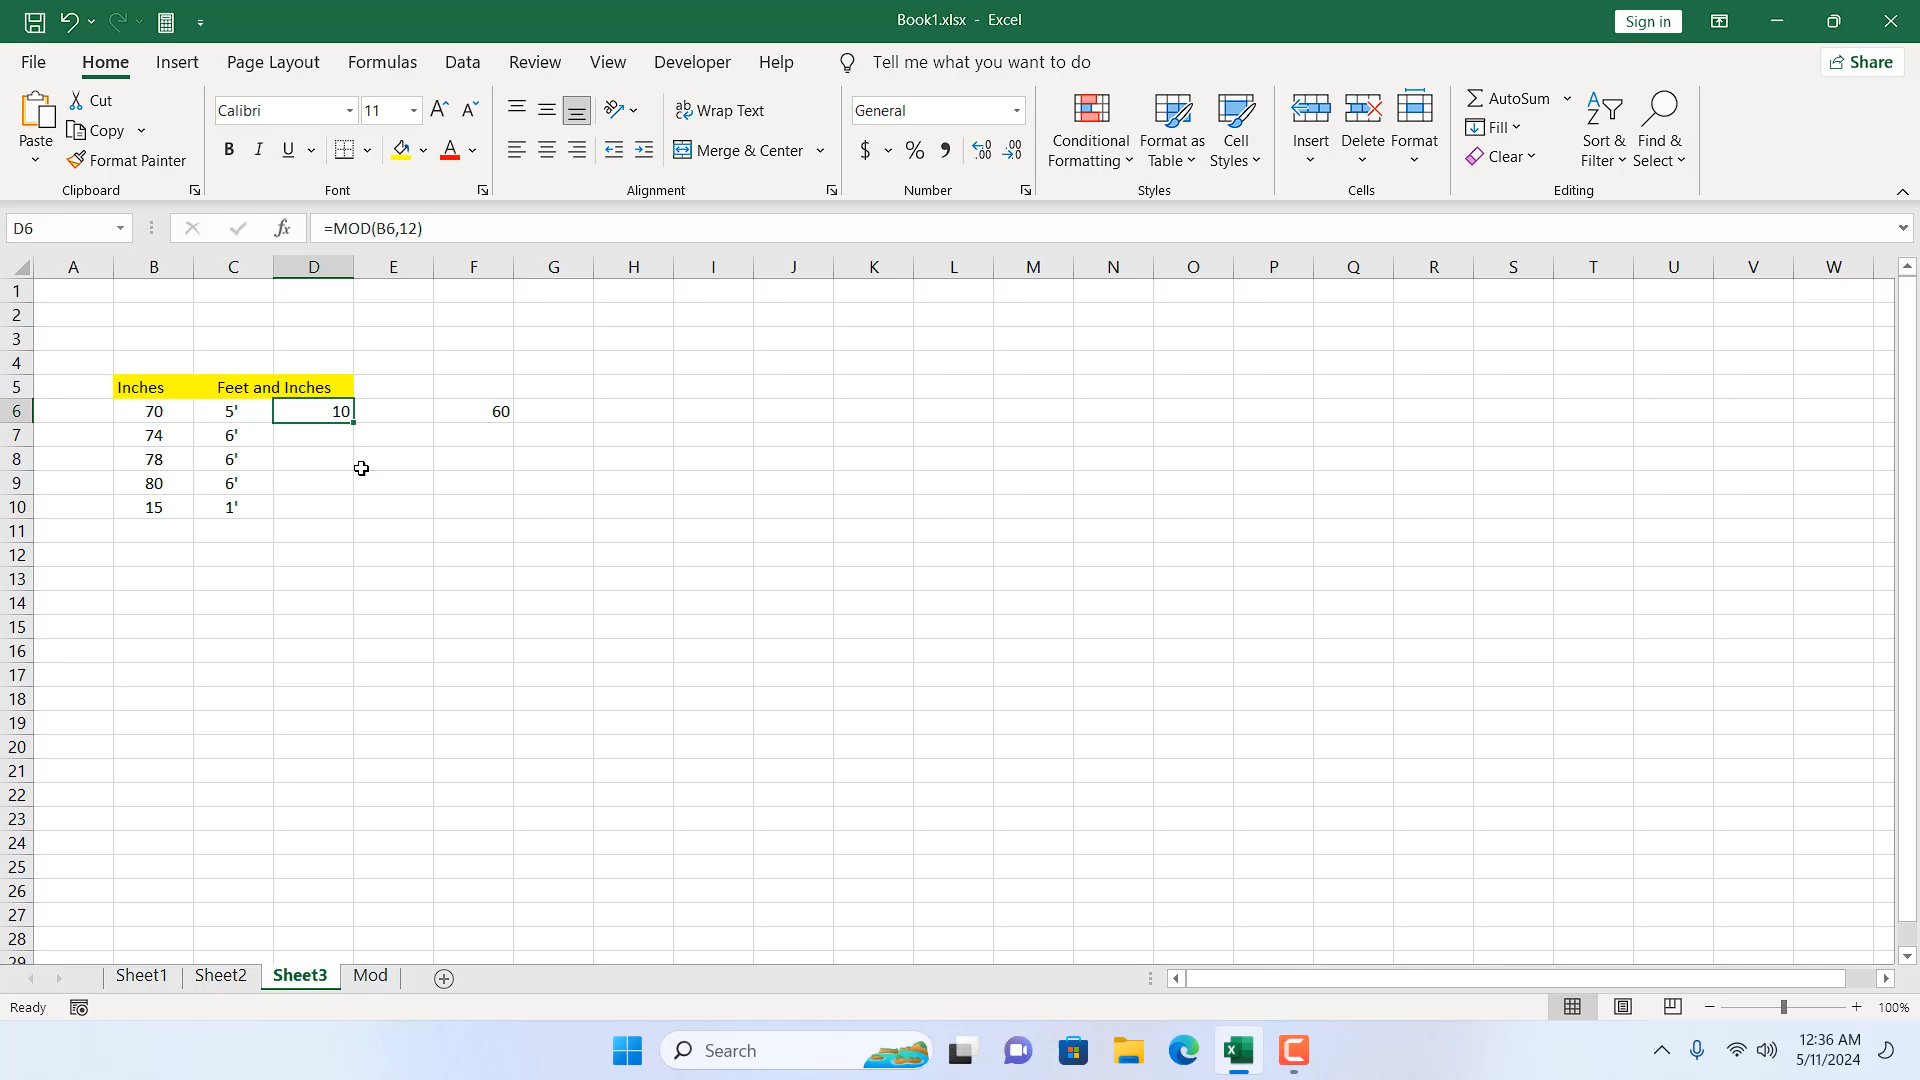 Book1.xlsx - Excel
Sign in
File Home Insert Page Layout Formulas Data Review View Developer Help Tell me what you want to do Share
Paste
Cut
Copy
Format Painter
Clipboard
Calibri 11 A A
B I U A
Font
ab Wrap Text
Merge & Center
Alignment
General
$ % , .00 .00
Number
Conditional Formatting
Format as Table
Cell Styles
Styles
Insert Delete Format
Cells
AutoSum
Fill
Clear
Sort & Filter
Find & Select
Editing
D6 fx =MOD(B6,12)
A B C D E F G H I J K L M N O P Q R S T U V W
1
2
3
4
5 Inches Feet and Inches
6 70 5' 10 60
7 74 6'
8 78 6'
9 80 6'
10 15 1'
11
12
13
14
15
16
17
18
19
20
21
22
23
24
25
26
27
28
29
Sheet1 Sheet2 Sheet3 Mod
Ready 100%
Search
12:36 AM
5/11/2024